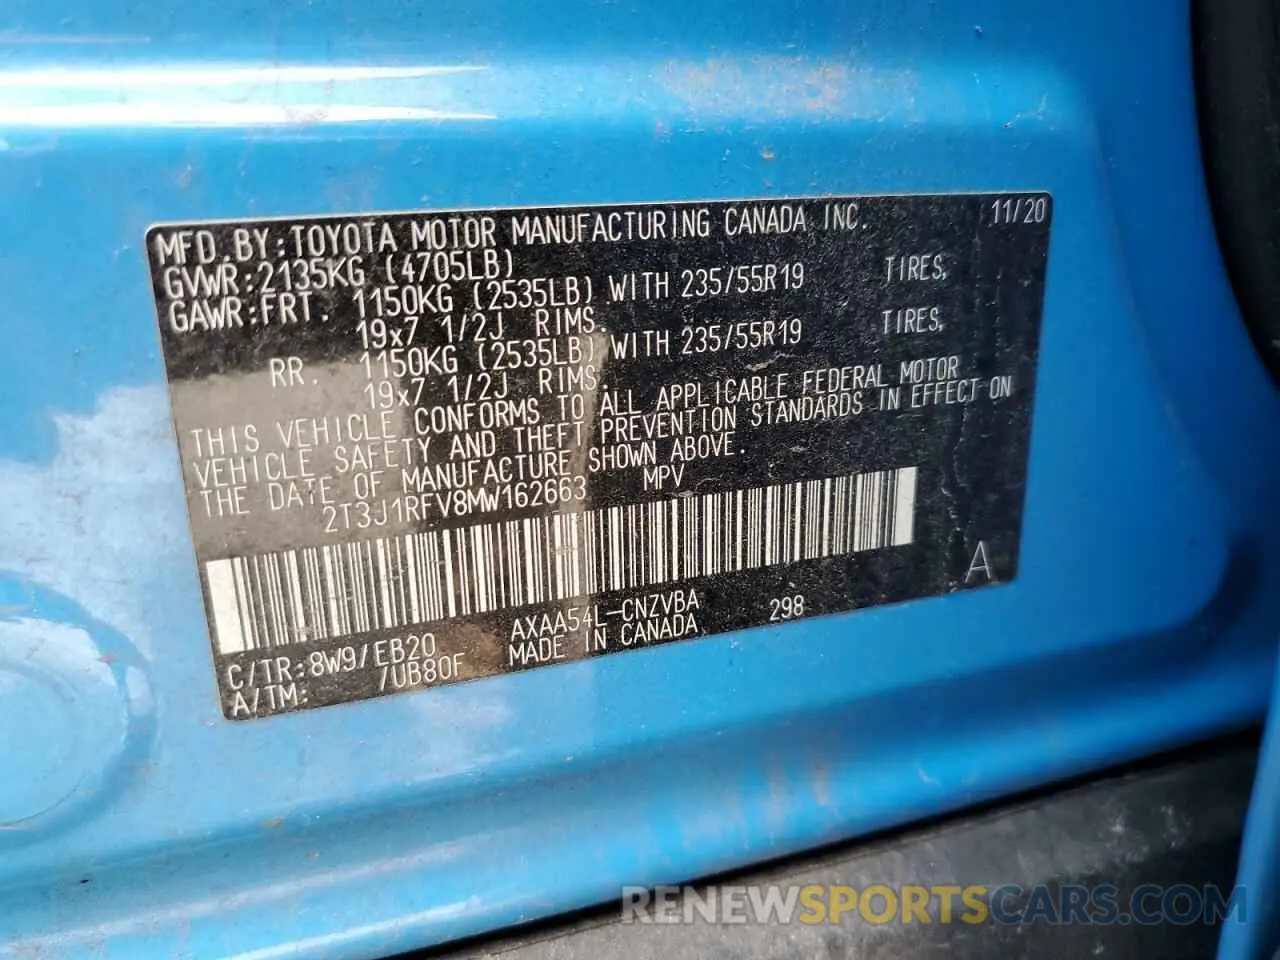 MFD.BY:TOYOTA MOTOR MANUFACTURING CANADA INC. 11/20
GVWR:2135KG (4705LB)
GAWR:FRT. 1150KG (2535LB) WITH 235/55R19 TIRES,
19x7 1/2J RIMS.
RR. 1150KG (2535LB) WITH 235/55R19 TIRES,
19x7 1/2J RIMS.
THIS VEHICLE CONFORMS TO ALL APPLICABLE FEDERAL MOTOR
VEHICLE SAFETY AND THEFT PREVENTION STANDARDS IN EFFECT ON
THE DATE OF MANUFACTURE SHOWN ABOVE.
2T3J1RFV8MW162663 MPV
A
C/TR:8W9/EB20 AXAA54L-CNZVBA 298
A/TM: /UB80F MADE IN CANADA
RENEWSPORTSCARS.COM